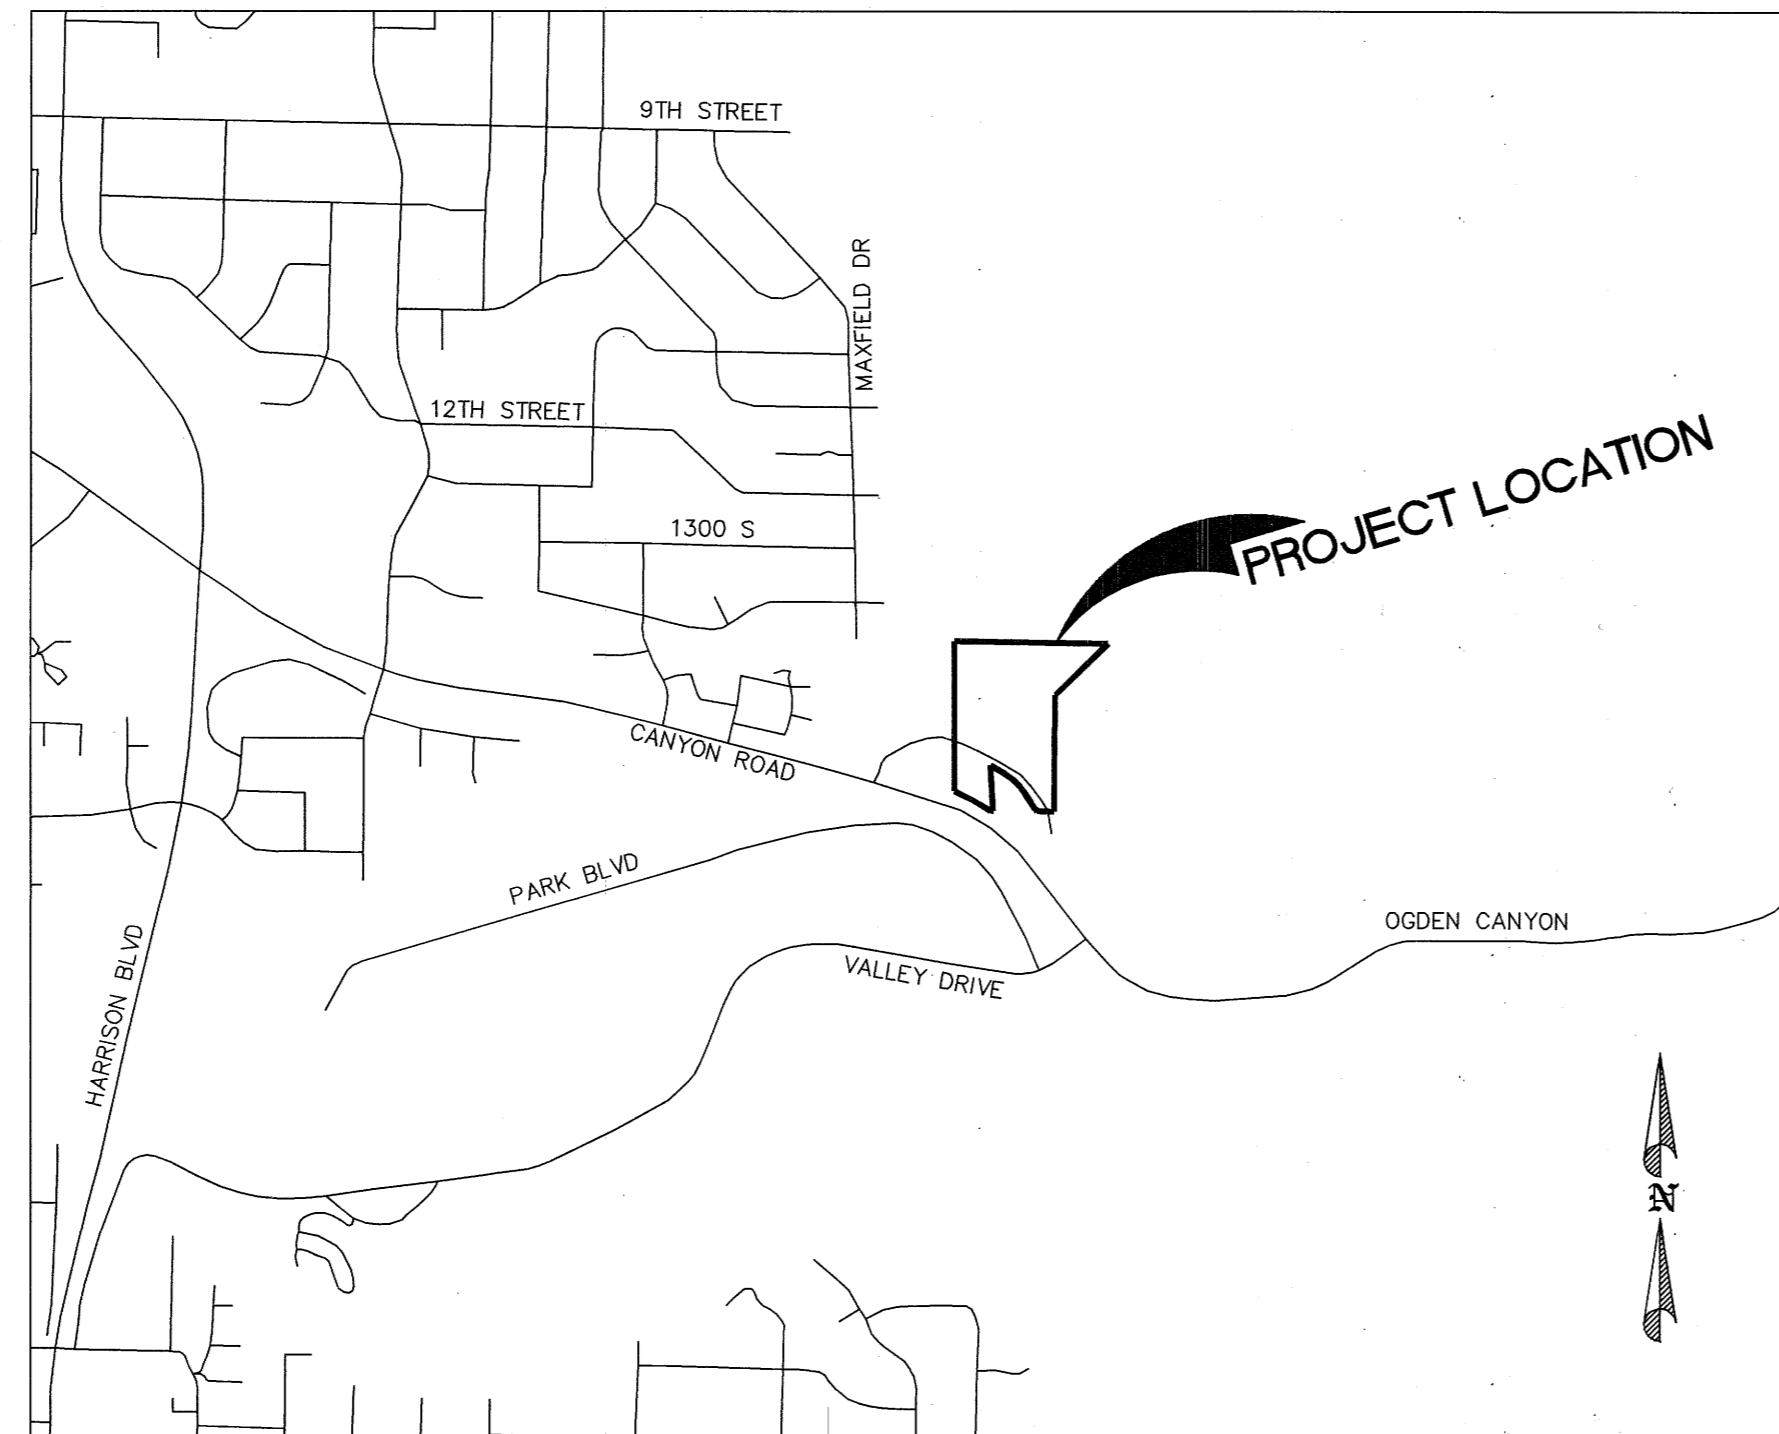 9TH STREET
MAXFIELD DR
12TH STREET
PROJECT LOCATION
1300 S
CANYON ROAD
PARK BLVD
OGDEN CANYON
VALLEY DRIVE
HARRISON BLVD
N